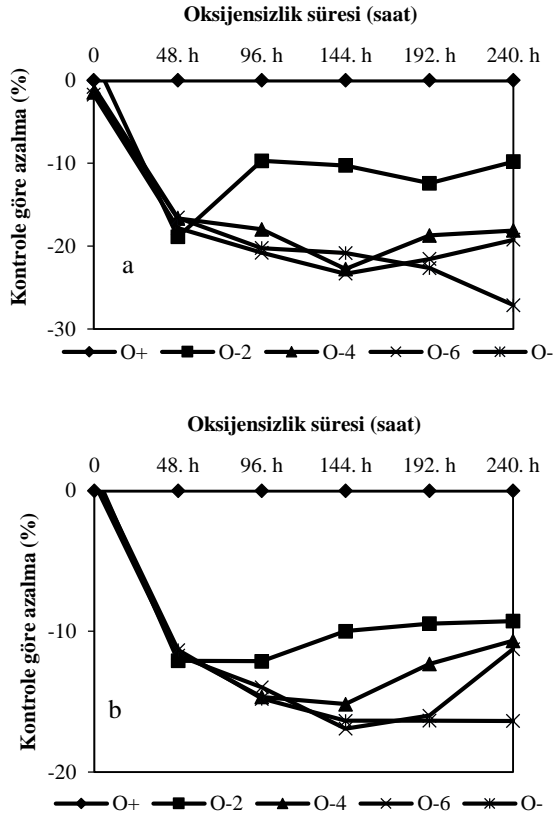 Oksijensizlik süresi (saat)
0 48. h 96. h 144. h 192. h 240. h
Kontrole göre azalma (%)
0
-10
-20
-30
a
O+ O-2 O-4 O-6 O-
Oksijensizlik süresi (saat)
0 48. h 96. h 144. h 192. h 240. h
Kontrole göre azalma (%)
0
-10
-20
b
O+ O-2 O-4 O-6 O-